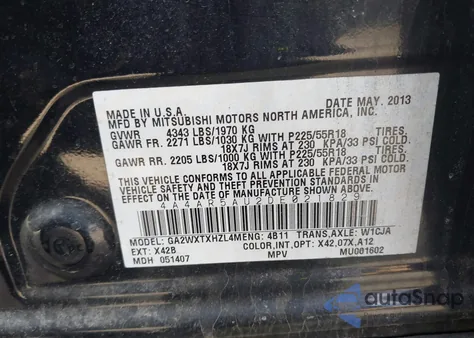 MADE IN U.S.A. DATE MAY. 2013
MFD BY MITSUBISHI MOTORS NORTH AMERICA, INC.
GVWR 4343 LBS/1970 KG
GAWR FR. 2271 LBS/1030 KG WITH P225/55R18
18X7J RIMS AT 230 KPA/33 PSI COLD.
GAWR RR. 2205 LBS/1000 KG WITH P225/55R18
18X7J RIMS AT 230 KPA/33 PSI COLD.
THIS VEHICLE CONFORMS TO ALL APPLICABLE FEDERAL MOTOR
VEHICLE SAFETY AND THEFT PREVENTION STANDARDS IN
EFFECT ON THE DATE OF MANUFACTURE SHOWN ABOVE.
4A4AR5AU2DE021829
MODEL: GA2WXTXHZL4MENG: 4B11 TRANS,AXLE: W1CJA
EXT: X42B COLOR,INT,OPT: X42,07X,A12
MDH 051407 MPV MU001602
autoSnap